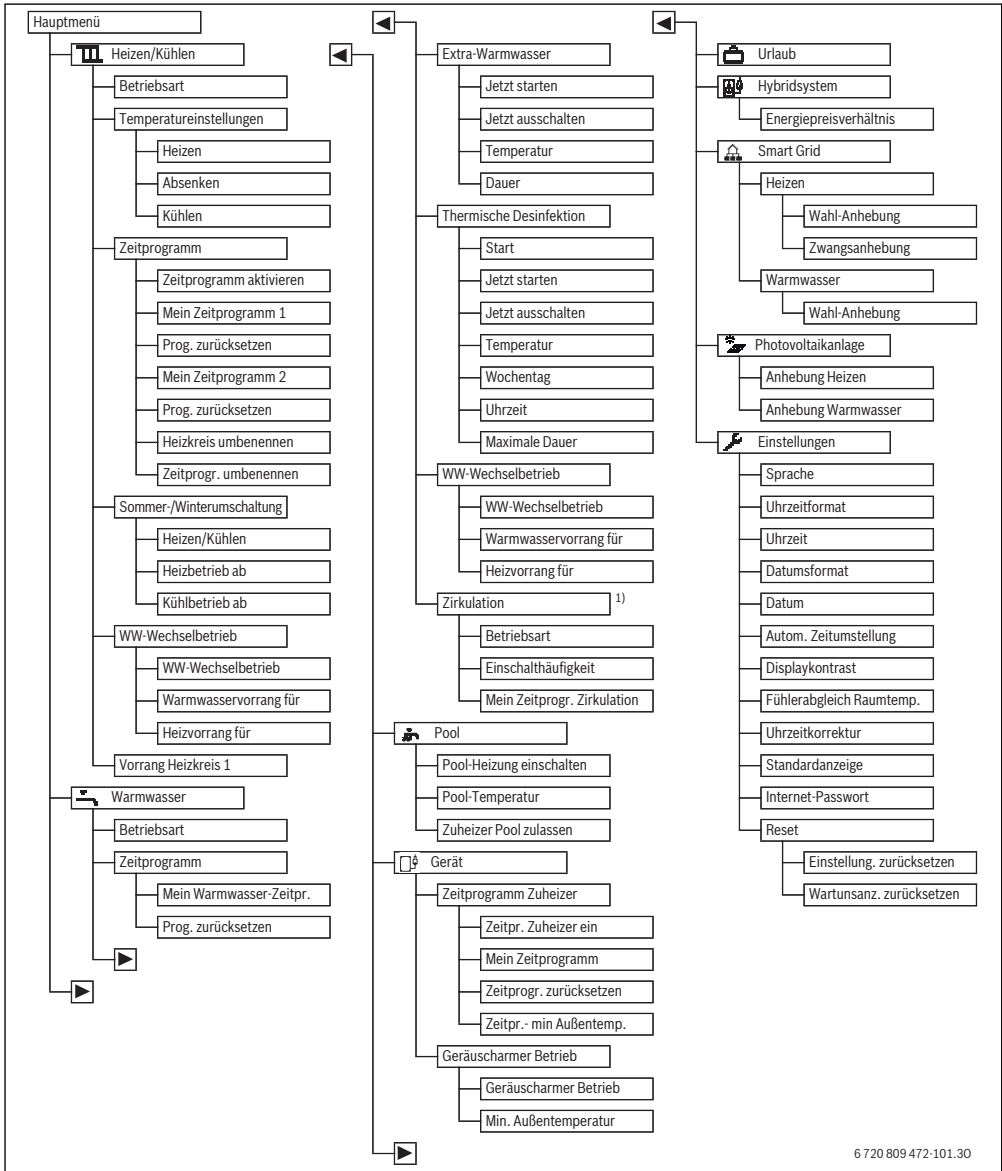 Hauptmenü
Heizen/Kühlen
Betriebsart
Temperatureinstellungen
Heizen
Absenken
Kühlen
Zeitprogramm
Zeitprogramm aktivieren
Mein Zeitprogramm 1
Prog. zurücksetzen
Mein Zeitprogramm 2
Prog. zurücksetzen
Heizkreis umbenennen
Zeitprogr. umbenennen
Sommer-/Winterumschaltung
Heizen/Kühlen
Heizbetrieb ab
Kühlbetrieb ab
WW-Wechselbetrieb
WW-Wechselbetrieb
Warmwasservorrang für
Heizvorrang für
Vorrang Heizkreis 1
Warmwasser
Betriebsart
Zeitprogramm
Mein Warmwasser-Zeitpr.
Prog. zurücksetzen
Extra-Warmwasser
Jetzt starten
Jetzt ausschalten
Temperatur
Dauer
Thermische Desinfektion
Start
Jetzt starten
Jetzt ausschalten
Temperatur
Wochentag
Uhrzeit
Maximale Dauer
WW-Wechselbetrieb
WW-Wechselbetrieb
Warmwasservorrang für
Heizvorrang für
Zirkulation 1)
Betriebsart
Einschalthäufigkeit
Mein Zeitprogr. Zirkulation
Pool
Pool-Heizung einschalten
Pool-Temperatur
Zuheizer Pool zulassen
Gerät
Zeitprogramm Zuheizer
Zeitpr. Zuheizer ein
Mein Zeitprogramm
Zeitprogr. zurücksetzen
Zeitpr.- min Außentemp.
Geräuscharmer Betrieb
Geräuscharmer Betrieb
Min. Außentemperatur
Urlaub
Hybridsystem
Energiepreisverhältnis
Smart Grid
Heizen
Wahl-Anhebung
Zwangsanhebung
Warmwasser
Wahl-Anhebung
Photovoltaikanlage
Anhebung Heizen
Anhebung Warmwasser
Einstellungen
Sprache
Uhrzeitformat
Uhrzeit
Datumsformat
Datum
Autom. Zeitumstellung
Displaykontrast
Fühlerabgleich Raumtemp.
Uhrzeitkorrektur
Standardanzeige
Internet-Passwort
Reset
Einstellung. zurücksetzen
Wartunsanz. zurücksetzen
6 720 809 472-101.3O